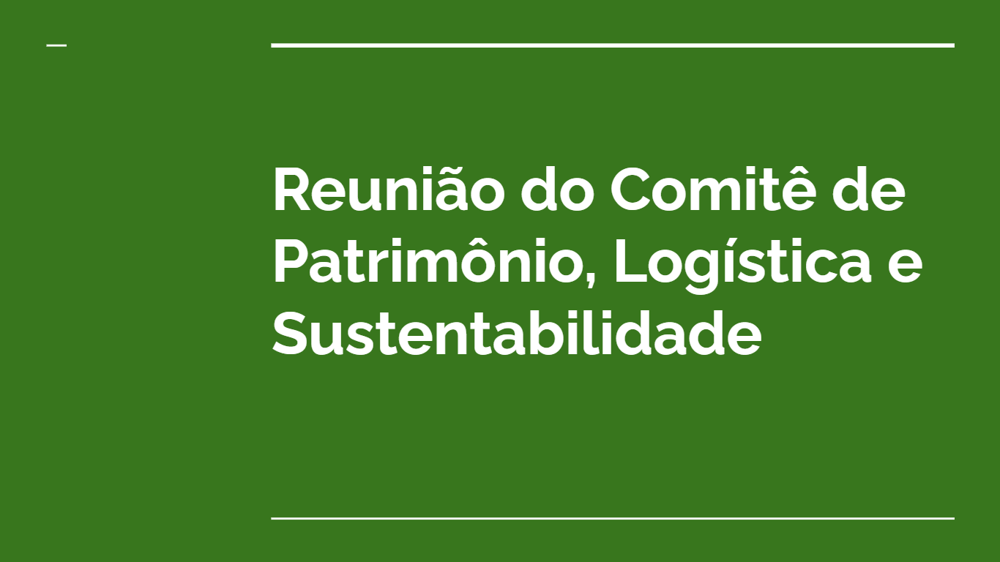 Reunião do Comitê de
Patrimônio, Logística e
Sustentabilidade